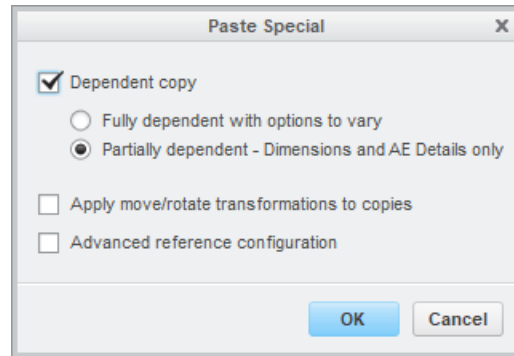 Paste Special
Dependent copy
Fully dependent with options to vary
Partially dependent - Dimensions and AE Details only
Apply move/rotate transformations to copies
Advanced reference configuration
OK Cancel